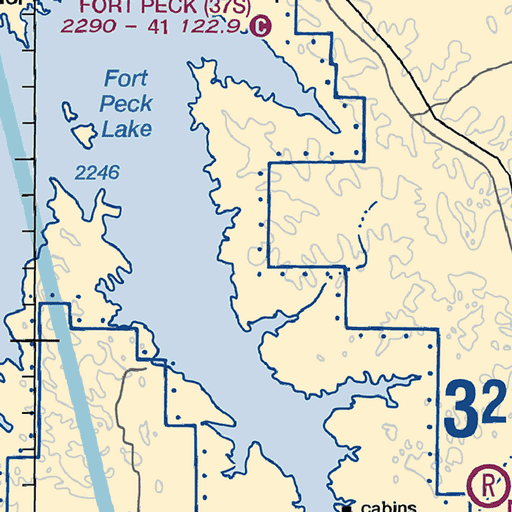 FORT PECK (37S)
2290 - 41 122.9 C
Fort
Peck
Lake
2246
32
R
cabins